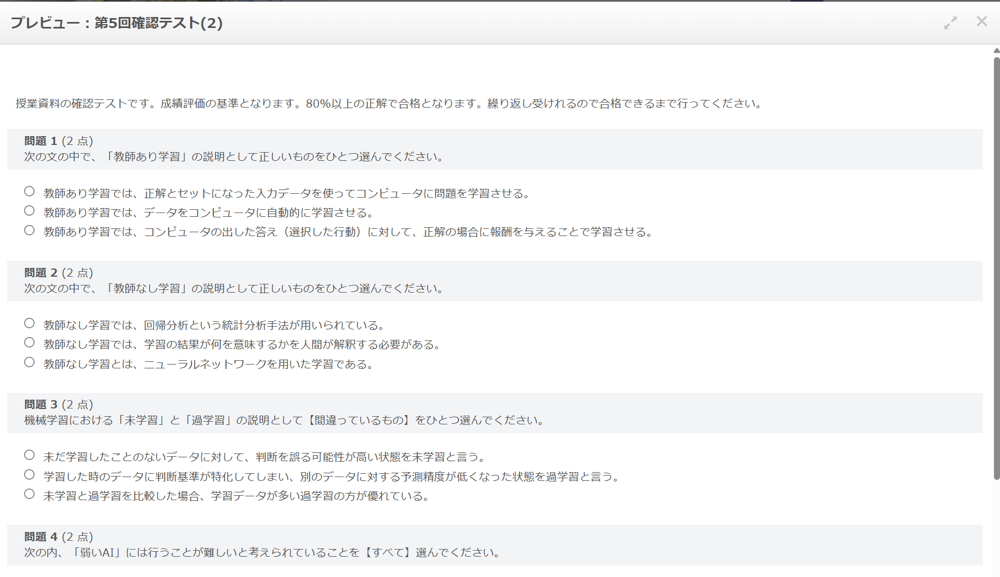 プレビュー：第5回確認テスト(2)
授業資料の確認テストです。成績評価の基準となります。80%以上の正解で合格となります。繰り返し受けれるので合格できるまで行ってください。
問題 1 (2 点)
次の文の中で、「教師あり学習」の説明として正しいものをひとつ選んでください。
教師あり学習では、正解とセットになった入力データを使ってコンピュータに問題を学習させる。
教師あり学習では、データをコンピュータに自動的に学習させる。
教師あり学習では、コンピュータの出した答え（選択した行動）に対して、正解の場合に報酬を与えることで学習させる。
問題 2 (2 点)
次の文の中で、「教師なし学習」の説明として正しいものをひとつ選んでください。
教師なし学習では、回帰分析という統計分析手法が用いられている。
教師なし学習では、学習の結果が何を意味するかを人間が解釈する必要がある。
教師なし学習とは、ニューラルネットワークを用いた学習である。
問題 3 (2 点)
機械学習における「未学習」と「過学習」の説明として【間違っているもの】をひとつ選んでください。
未だ学習したことのないデータに対して、判断を誤る可能性が高い状態を未学習と言う。
学習した時のデータに判断基準が特化してしまい、別のデータに対する予測精度が低くなった状態を過学習と言う。
未学習と過学習を比較した場合、学習データが多い過学習の方が優れている。
問題 4 (2 点)
次の内、「弱いAI」には行うことが難しいと考えられていることを【すべて】選んでください。